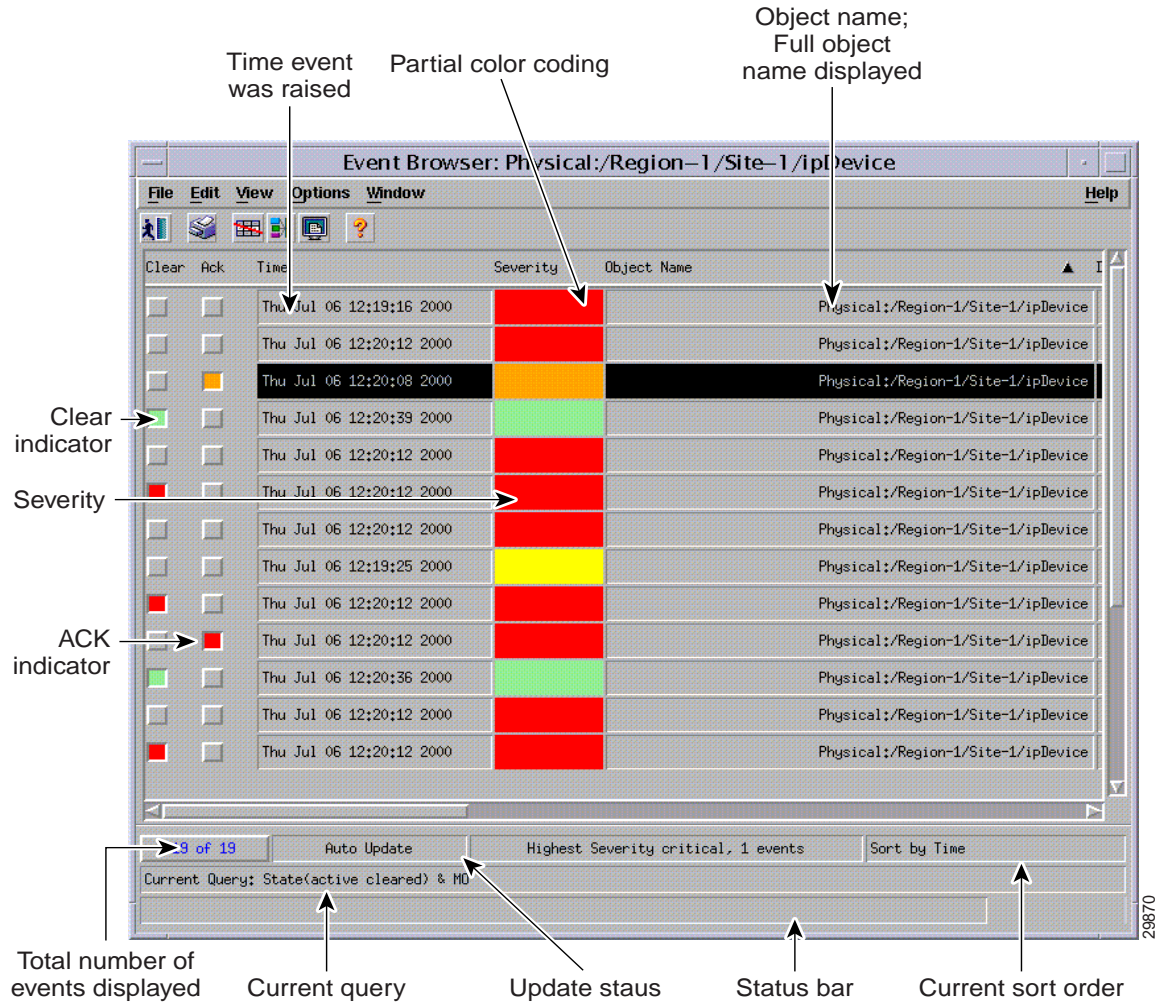 Object name;
Full object
name displayed
Time event
was raised
Partial color coding
Event Browser: Physical:/Region-1/Site-1/ipDevice
File Edit View Options Window Help
Clear Ack Time Severity Object Name
Thu Jul 06 12:19:16 2000 Physical:/Region-1/Site-1/ipDevice
Thu Jul 06 12:20:12 2000 Physical:/Region-1/Site-1/ipDevice
Thu Jul 06 12:20:08 2000 Physical:/Region-1/Site-1/ipDevice
Clear
indicator
Thu Jul 06 12:20:39 2000 Physical:/Region-1/Site-1/ipDevice
Thu Jul 06 12:20:12 2000 Physical:/Region-1/Site-1/ipDevice
Severity
Thu Jul 06 12:20:12 2000 Physical:/Region-1/Site-1/ipDevice
Thu Jul 06 12:20:12 2000 Physical:/Region-1/Site-1/ipDevice
Thu Jul 06 12:19:25 2000 Physical:/Region-1/Site-1/ipDevice
Thu Jul 06 12:20:12 2000 Physical:/Region-1/Site-1/ipDevice
ACK
indicator
Thu Jul 06 12:20:12 2000 Physical:/Region-1/Site-1/ipDevice
Thu Jul 06 12:20:36 2000 Physical:/Region-1/Site-1/ipDevice
Thu Jul 06 12:20:12 2000 Physical:/Region-1/Site-1/ipDevice
Thu Jul 06 12:20:12 2000 Physical:/Region-1/Site-1/ipDevice
19 of 19 Auto Update Highest Severity critical, 1 events Sort by Time
Current Query: State(active cleared) & MO
29870
Total number of
events displayed
Current query
Update staus
Status bar
Current sort order